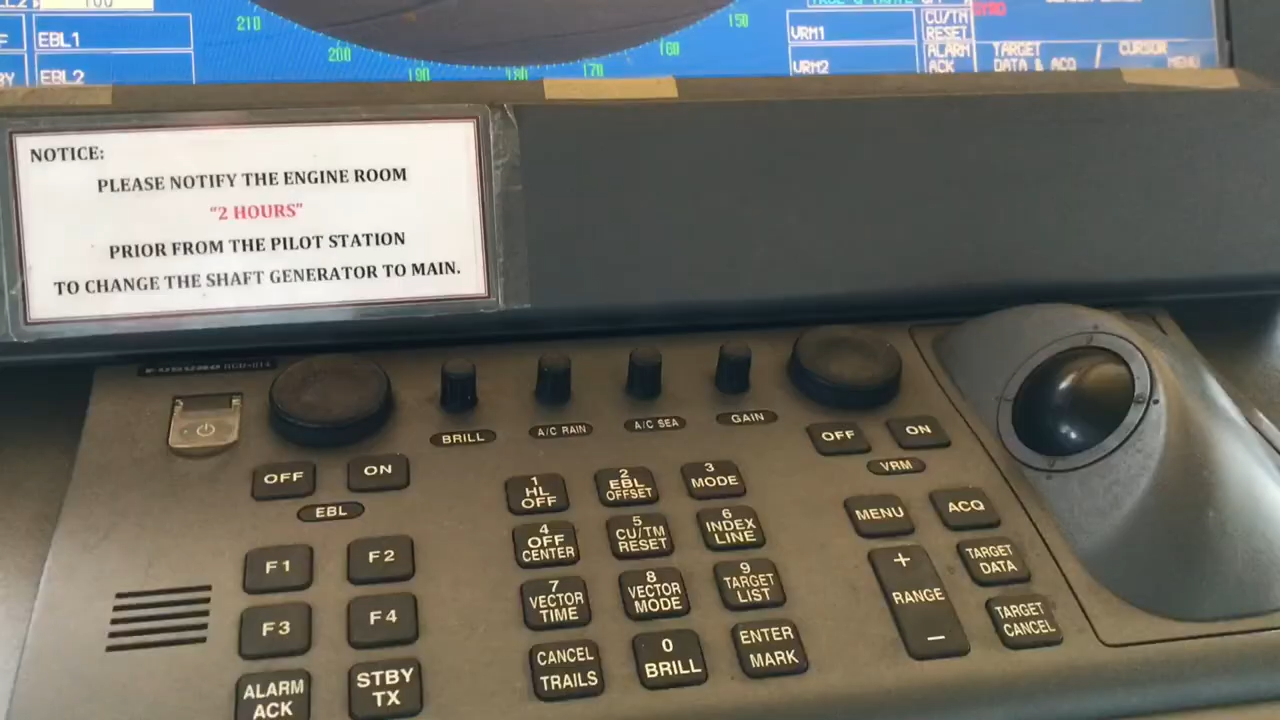 100
210
200
190
180
170
160
150
EBL1
EBL2
VRM1
VRM2
CU/TM
RESET
ALARM
ACK
TARGET
DATA & ACQ
CURSOR
MENU
NOTICE:
PLEASE NOTIFY THE ENGINE ROOM
“2 HOURS”
PRIOR FROM THE PILOT STATION
TO CHANGE THE SHAFT GENERATOR TO MAIN.
FURUNO RCU-014
BRILL
A/C RAIN
A/C SEA
GAIN
OFF
ON
EBL
OFF
ON
VRM
F1
F2
F3
F4
ALARM
ACK
STBY
TX
1
HL
OFF
2
EBL
OFFSET
3
MODE
4
OFF
CENTER
5
CU/TM
RESET
6
INDEX
LINE
7
VECTOR
TIME
8
VECTOR
MODE
9
TARGET
LIST
CANCEL
TRAILS
0
BRILL
ENTER
MARK
MENU
ACQ
+
RANGE
−
TARGET
DATA
TARGET
CANCEL